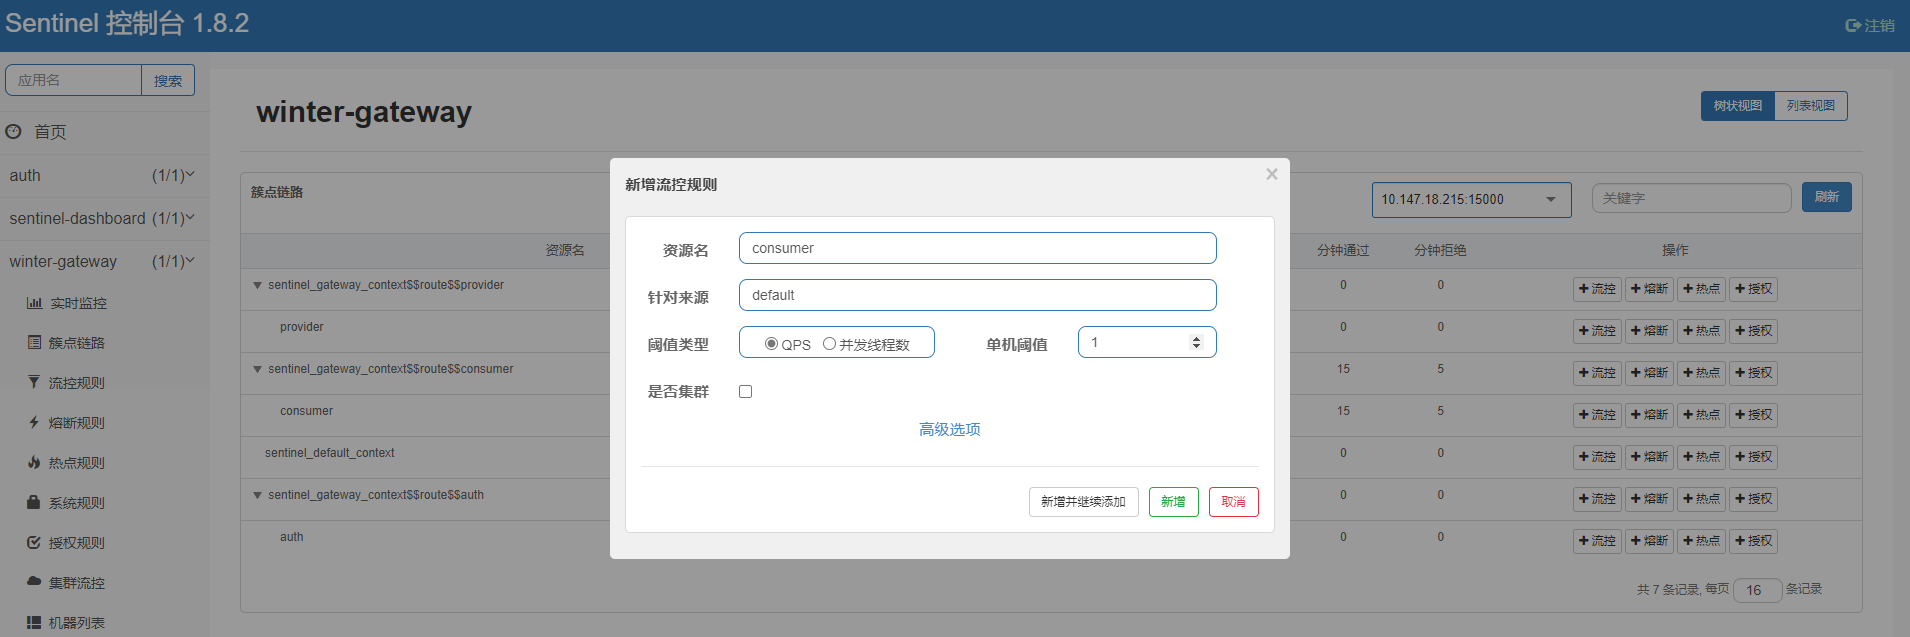 Sentinel 控制台 1.8.2
注销
应用名 搜索
首页
auth (1/1)
sentinel-dashboard (1/1)
winter-gateway (1/1)
实时监控
簇点链路
流控规则
熔断规则
热点规则
系统规则
授权规则
集群流控
机器列表
winter-gateway
树状视图 列表视图
簇点链路
10.147.18.215:15000 关键字 刷新
资源名 分钟通过 分钟拒绝 操作
sentinel_gateway_context$$route$$provider 0 0 流控 熔断 热点 授权
provider 0 0 流控 熔断 热点 授权
sentinel_gateway_context$$route$$consumer 15 5 流控 熔断 热点 授权
consumer 15 5 流控 熔断 热点 授权
sentinel_default_context 0 0 流控 熔断 热点 授权
sentinel_gateway_context$$route$$auth 0 0 流控 熔断 热点 授权
auth 0 0 流控 熔断 热点 授权
共 7 条记录, 每页 16 条记录
新增流控规则 ×
资源名 consumer
针对来源 default
阈值类型 QPS 并发线程数 单机阈值 1
是否集群
高级选项
新增并继续添加 新增 取消